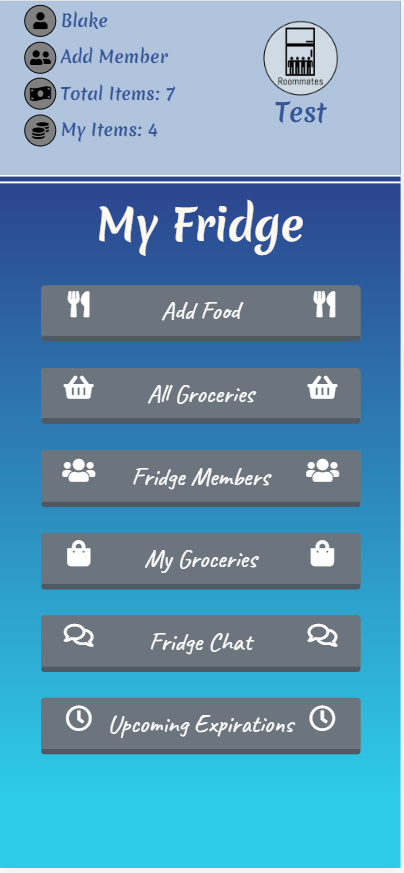 Blake
Add Member
Total Items: 7
My Items: 4
Roommates
Test
My Fridge
Add Food
All Groceries
Fridge Members
My Groceries
Fridge Chat
Upcoming Expirations